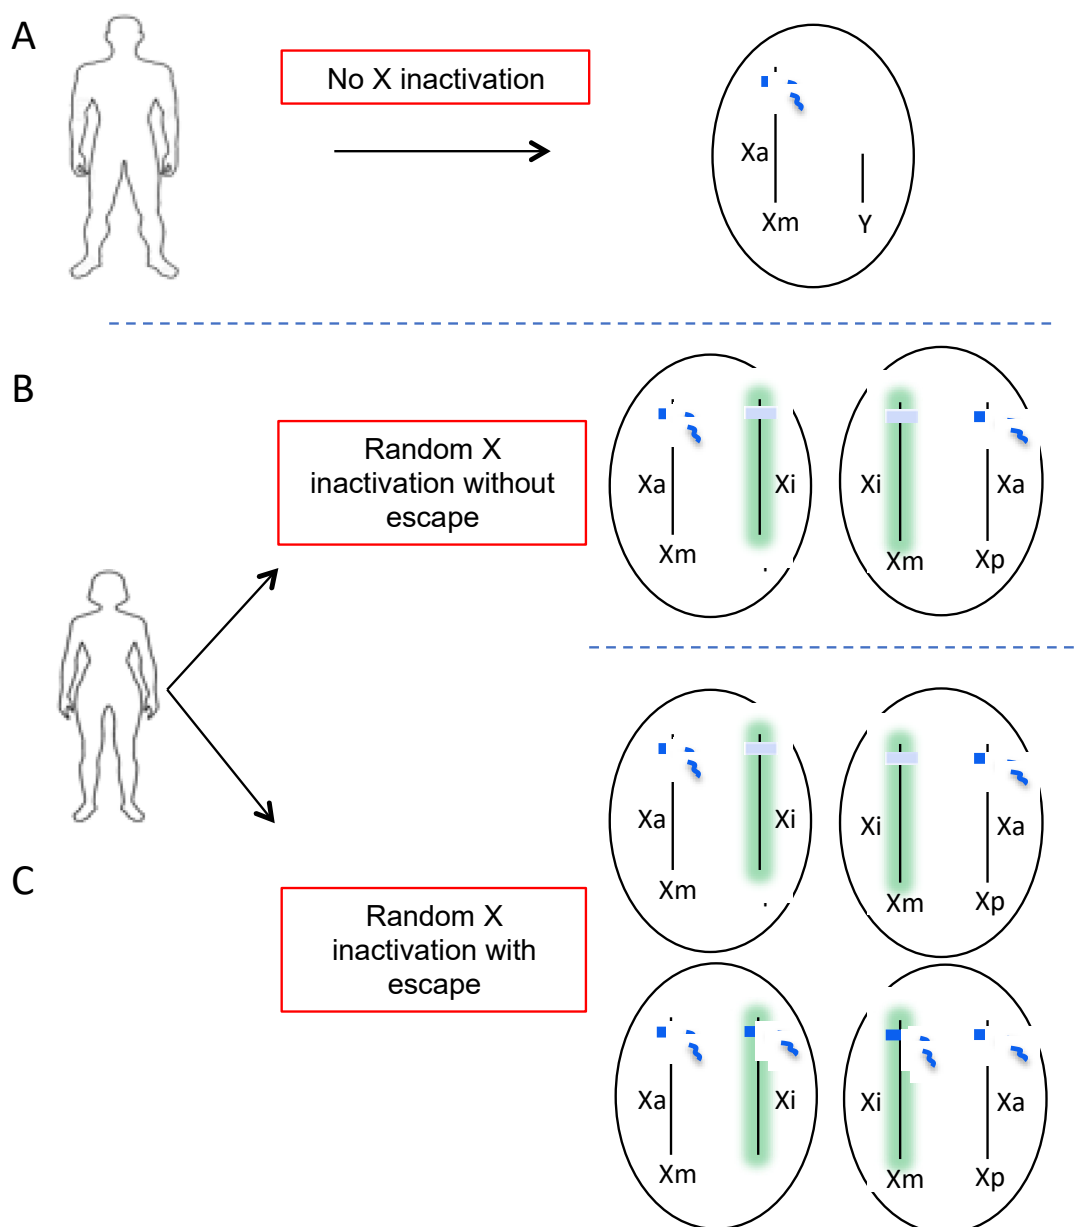 A
No X inactivation
Xa
Xm
Y
B
Random X
inactivation without
escape
Xa
Xi
Xm
Xi
Xa
Xm
Xp
C
Random X
inactivation with
escape
Xa
Xi
Xm
Xi
Xa
Xm
Xp
Xa
Xi
Xm
Xi
Xa
Xm
Xp